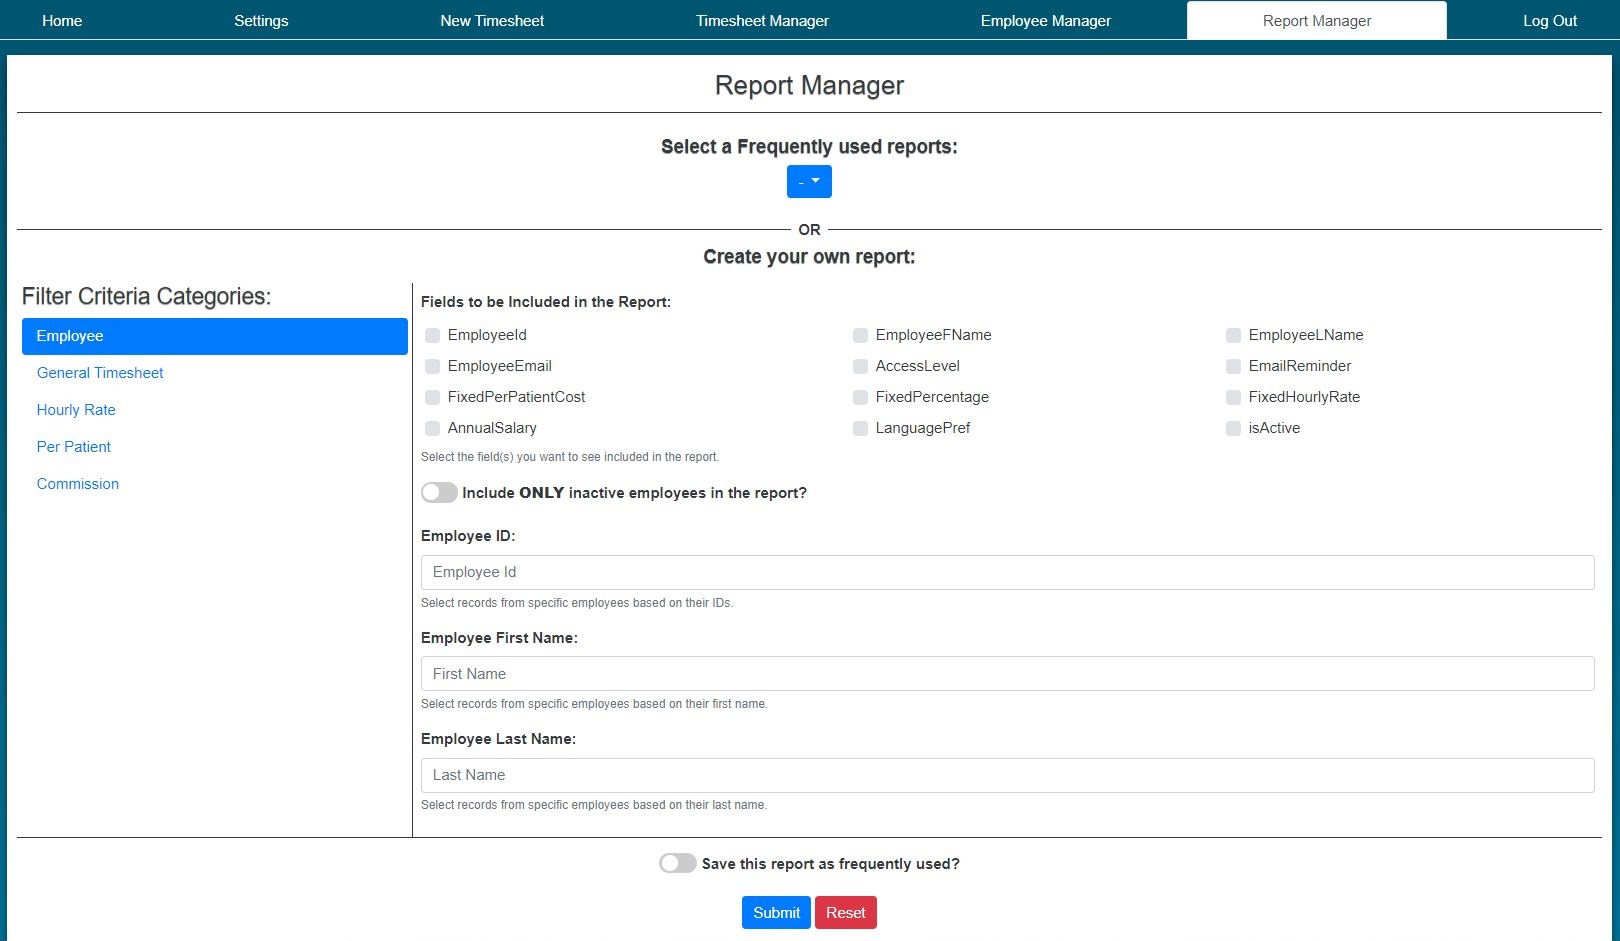 Home Settings New Timesheet Timesheet Manager Employee Manager Report Manager Log Out
Report Manager
Select a Frequently used reports:
-
OR
Create your own report:
Filter Criteria Categories:
Employee
General Timesheet
Hourly Rate
Per Patient
Commission
Fields to be Included in the Report:
EmployeeId EmployeeFName EmployeeLName
EmployeeEmail AccessLevel EmailReminder
FixedPerPatientCost FixedPercentage FixedHourlyRate
AnnualSalary LanguagePref isActive
Select the field(s) you want to see included in the report.
Include ONLY inactive employees in the report?
Employee ID:
Employee Id
Select records from specific employees based on their IDs.
Employee First Name:
First Name
Select records from specific employees based on their first name.
Employee Last Name:
Last Name
Select records from specific employees based on their last name.
Save this report as frequently used?
Submit Reset